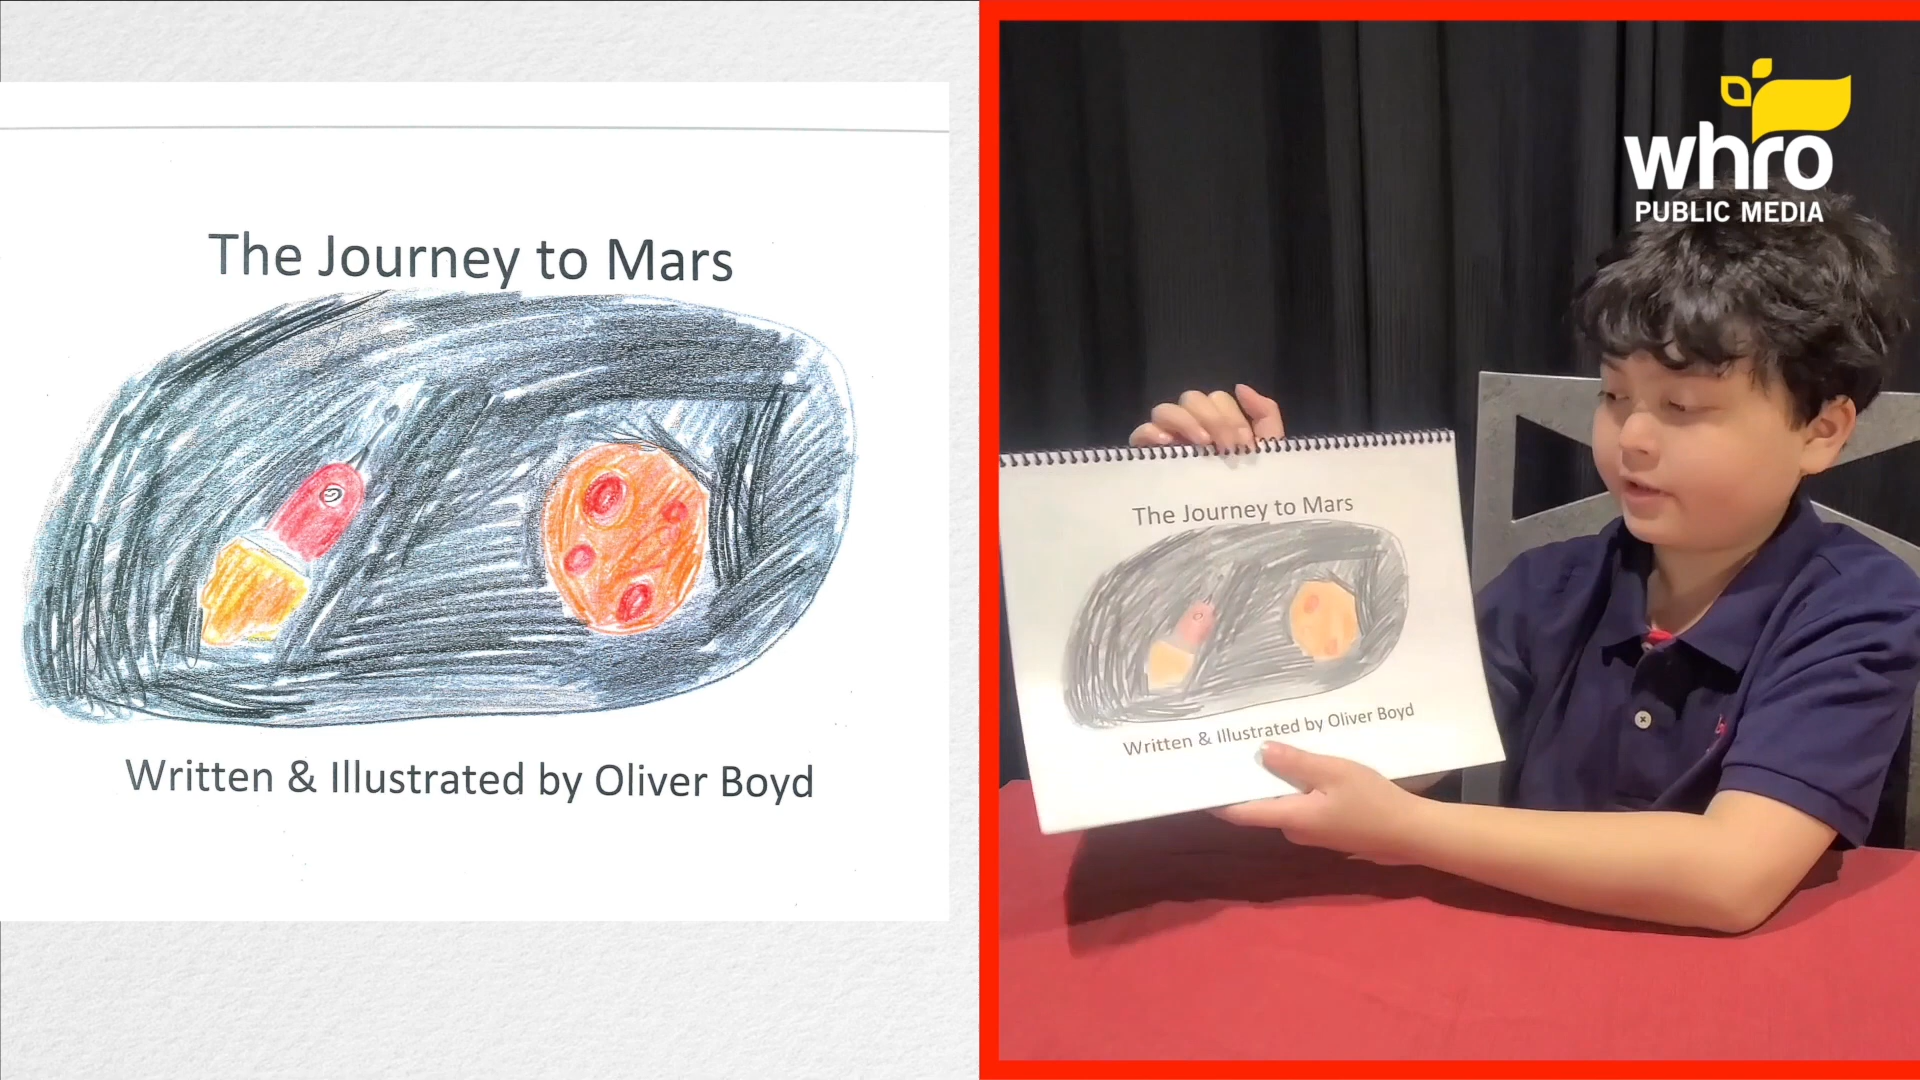 The Journey to Mars
Written & Illustrated by Oliver Boyd
whro
PUBLIC MEDIA
The Journey to Mars
Written & Illustrated by Oliver Boyd